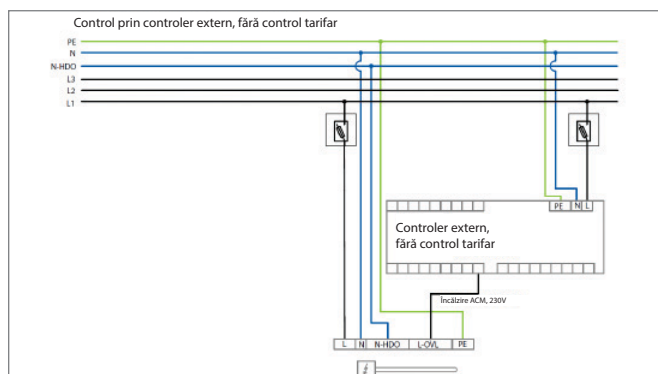 Control prin controler extern, fără control tarifar
PE
N
N-HDO
L3
L2
L1
PE N L
Controler extern,
fără control tarifar
Încălzire ACM, 230V
L N N-HDO L-OVL PE